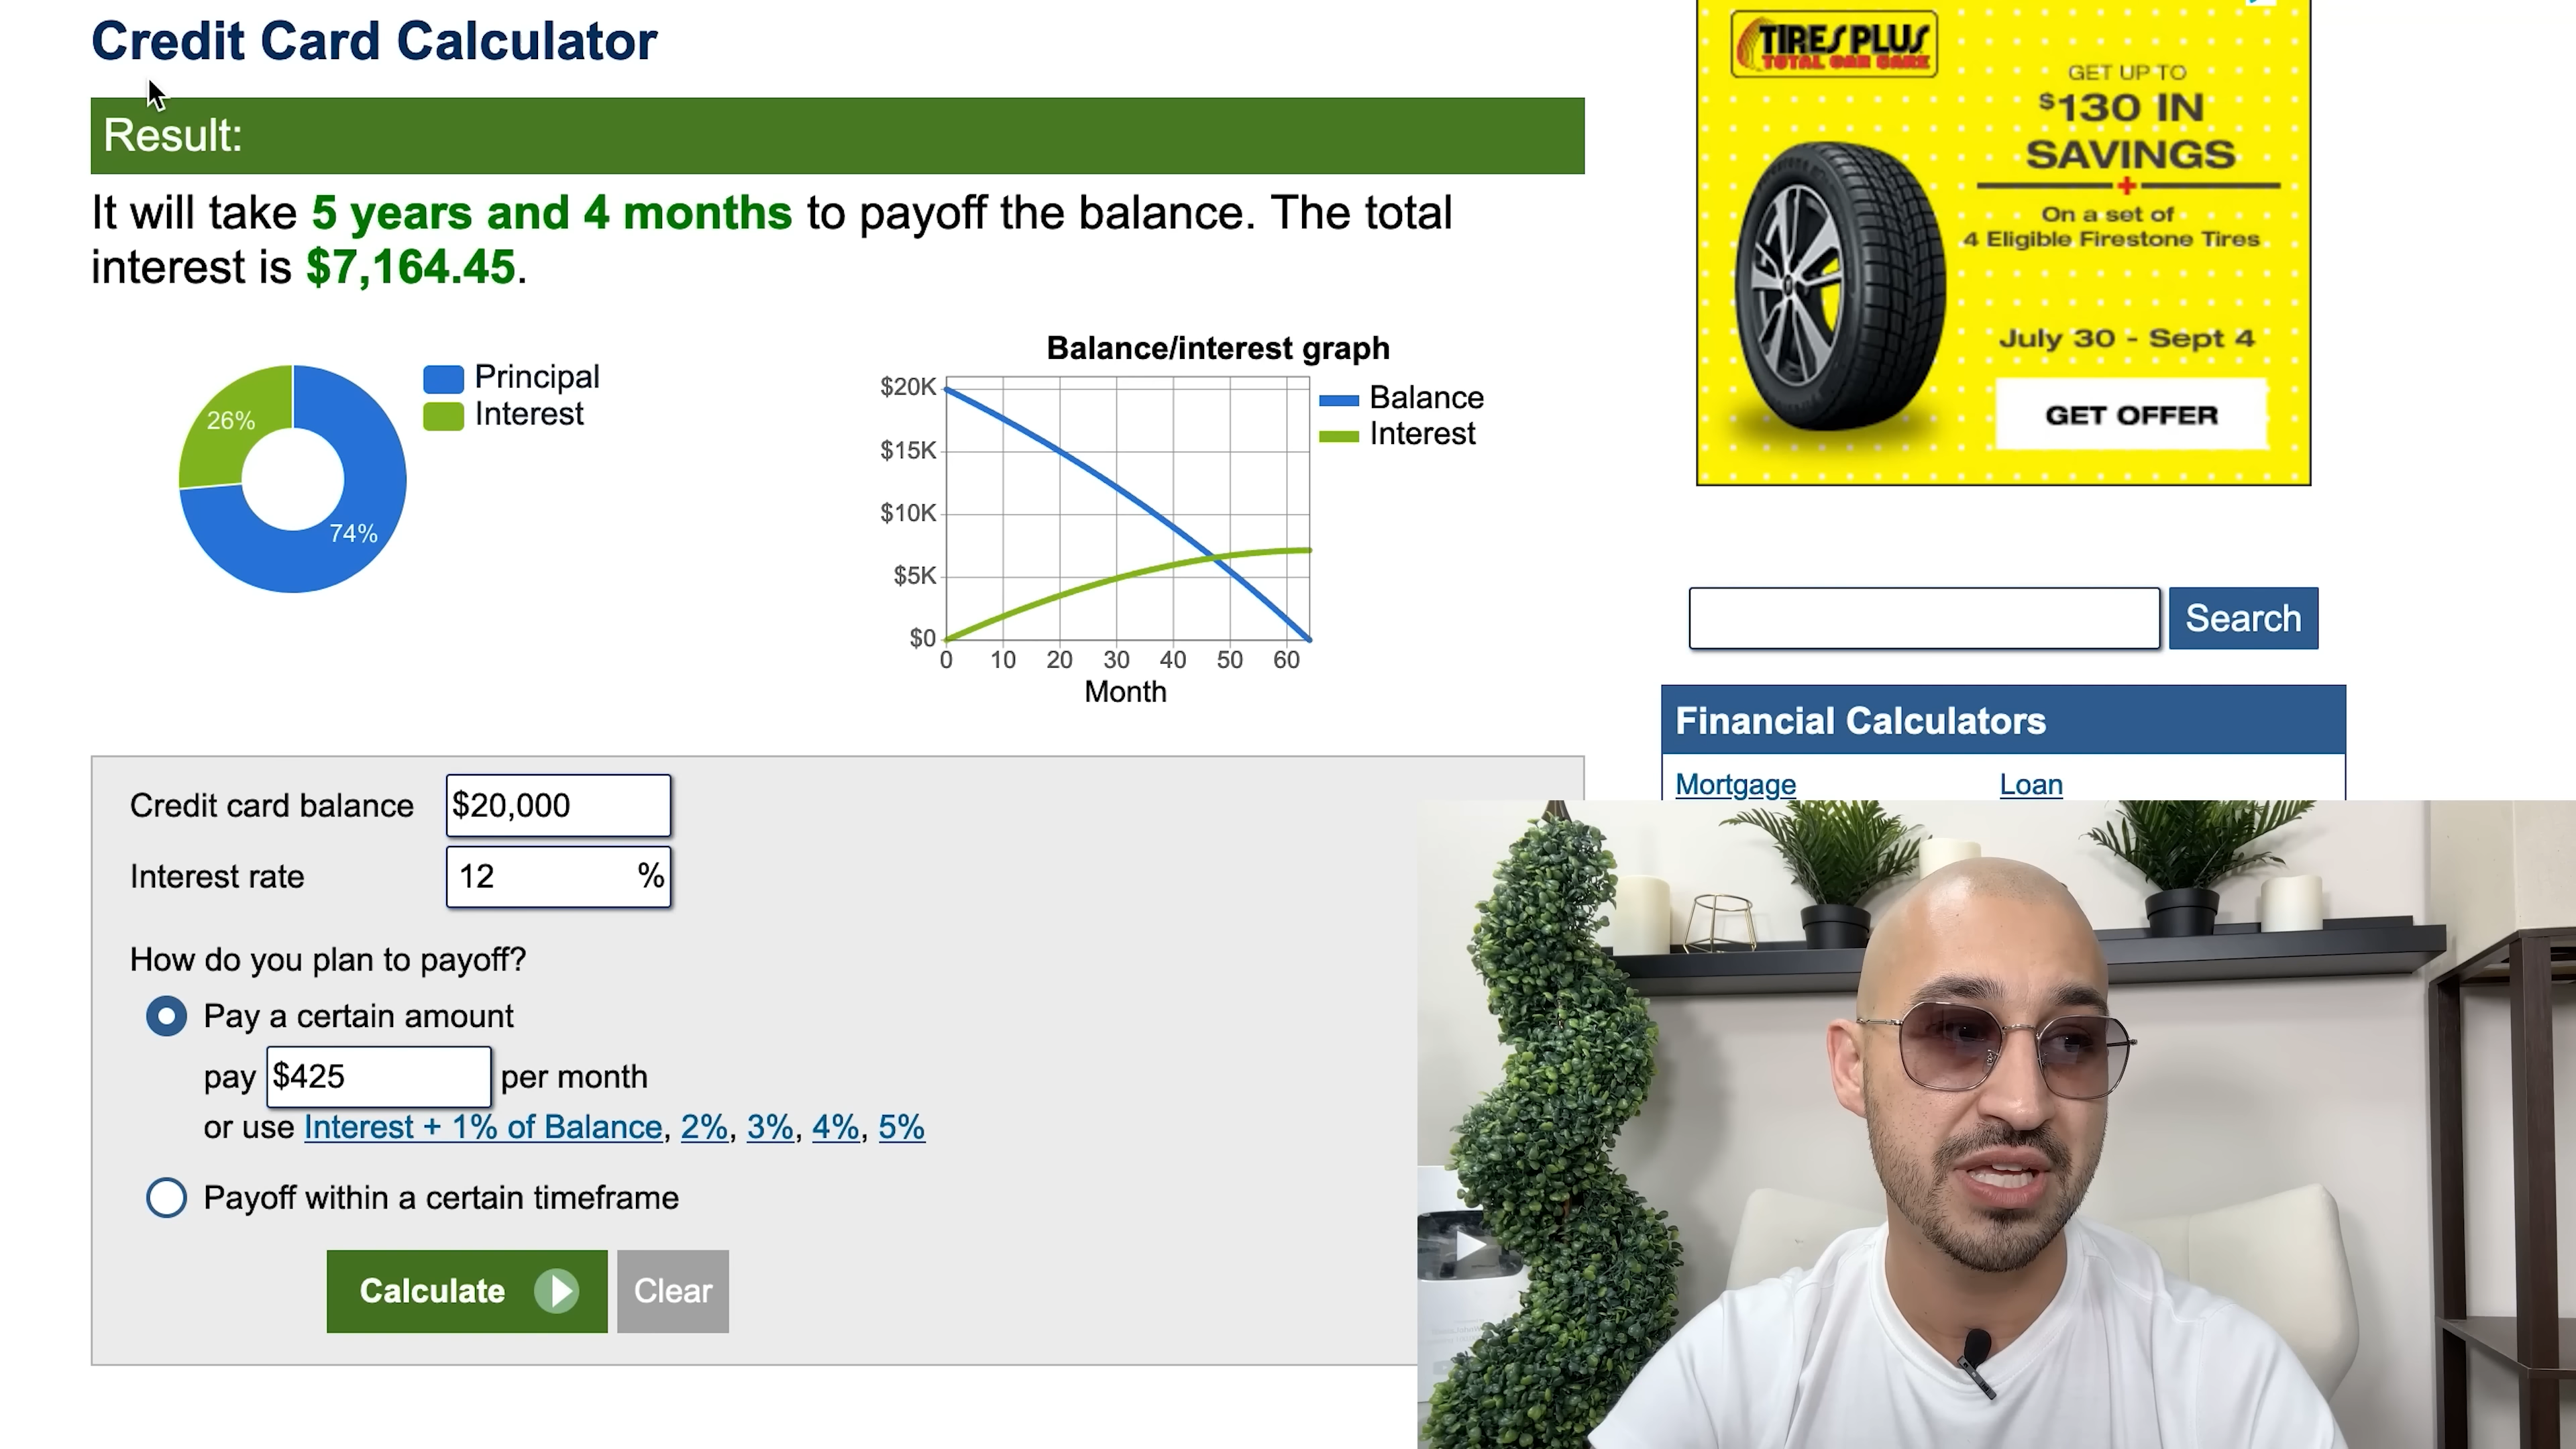 Credit Card Calculator
Result:
It will take 5 years and 4 months to payoff the balance. The total
interest is $7,164.45.
26%
74%
Principal
Interest
Balance/interest graph
$20K
$15K
$10K
$5K
$0
0 10 20 30 40 50 60
Month
Balance
Interest
Credit card balance $20,000
Interest rate 12 %
How do you plan to payoff?
Pay a certain amount
pay $425 per month
or use Interest + 1% of Balance, 2%, 3%, 4%, 5%
Payoff within a certain timeframe
Calculate
Clear
TIRES PLUS
TOTAL CAR CARE
GET UP TO
$130 IN
SAVINGS
+
On a set of
4 Eligible Firestone Tires
July 30 - Sept 4
GET OFFER
Search
Financial Calculators
Mortgage Loan